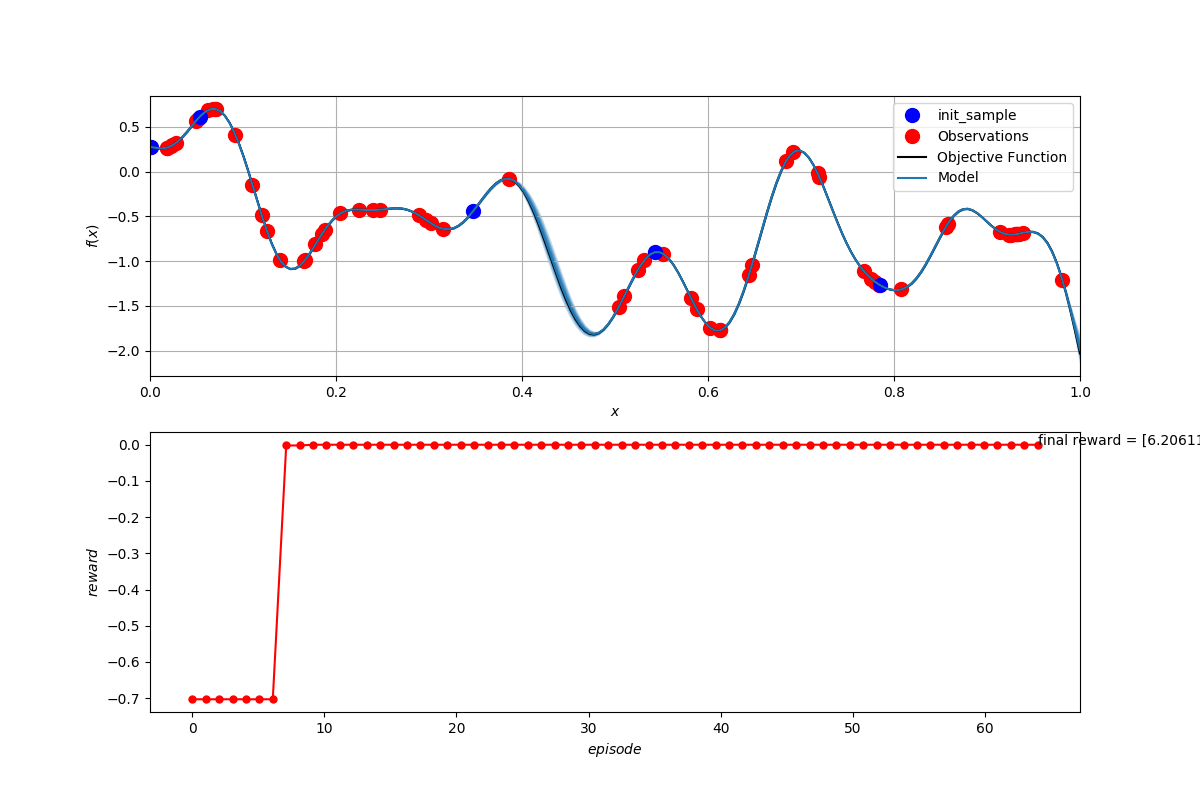 0.5
0.0
−0.5
−1.0
−1.5
−2.0
f(x)
init_sample
Observations
Objective Function
Model
0.0 0.2 0.4 0.6 0.8 1.0
x
0.0
−0.1
−0.2
−0.3
−0.4
−0.5
−0.6
−0.7
reward
final reward = [6.20611
0 10 20 30 40 50 60
episode